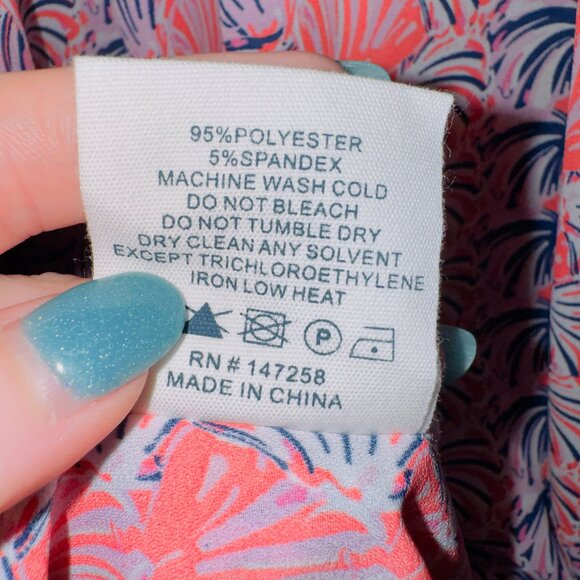 95%POLYESTER
5%SPANDEX
MACHINE WASH COLD
DO NOT BLEACH
DO NOT TUMBLE DRY
DRY CLEAN ANY SOLVENT
EXCEPT TRICHLOROETHYLENE
IRON LOW HEAT
P
RN # 147258
MADE IN CHINA